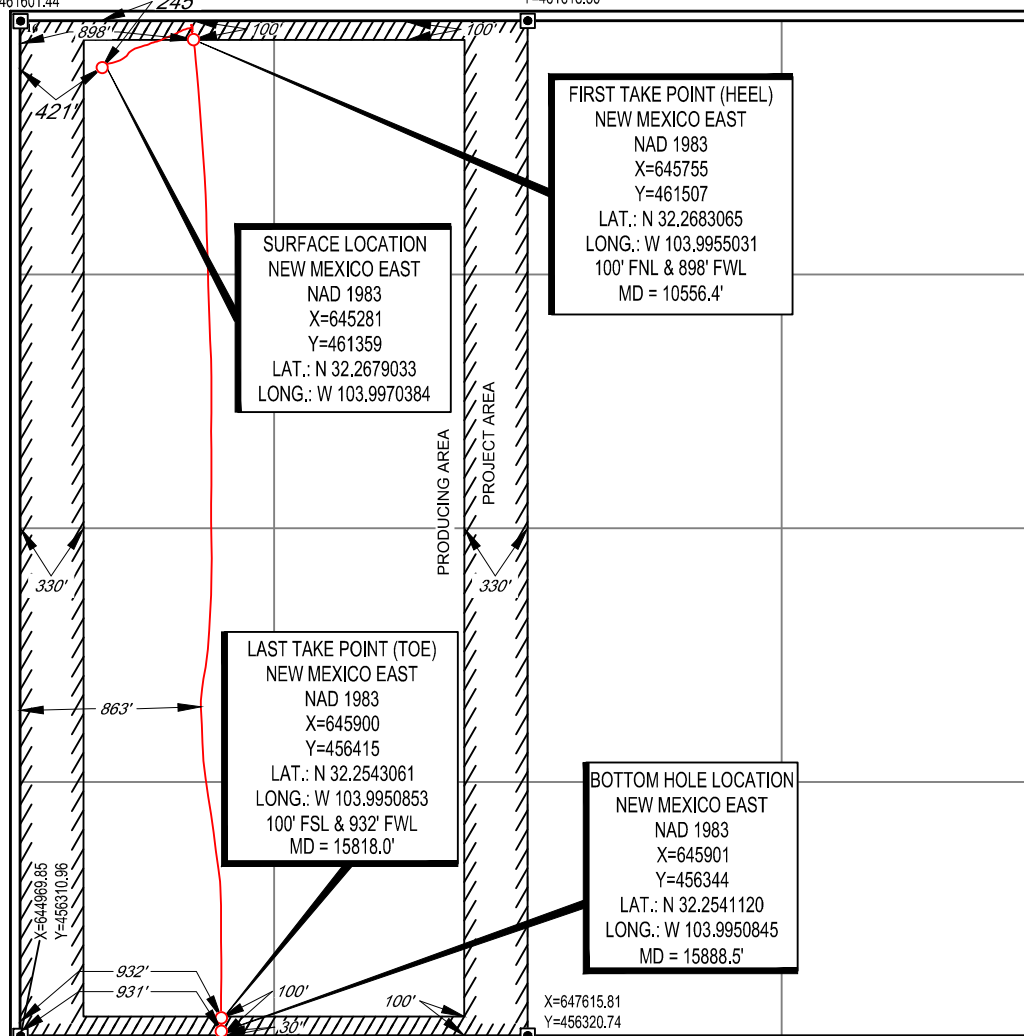 245'
898'
100'
100'
421'
FIRST TAKE POINT (HEEL)
NEW MEXICO EAST
NAD 1983
X=645755
Y=461507
LAT.: N 32.2683065
LONG.: W 103.9955031
100' FNL & 898' FWL
MD = 10556.4'
SURFACE LOCATION
NEW MEXICO EAST
NAD 1983
X=645281
Y=461359
LAT.: N 32.2679033
LONG.: W 103.9970384
PRODUCING AREA
PROJECT AREA
330'
330'
LAST TAKE POINT (TOE)
NEW MEXICO EAST
NAD 1983
X=645900
Y=456415
LAT.: N 32.2543061
LONG.: W 103.9950853
100' FSL & 932' FWL
MD = 15818.0'
863'
BOTTOM HOLE LOCATION
NEW MEXICO EAST
NAD 1983
X=645901
Y=456344
LAT.: N 32.2541120
LONG.: W 103.9950845
MD = 15888.5'
X=644969.85
Y=456310.96
932'
931'
100'
30'
100'
X=647615.81
Y=456320.74